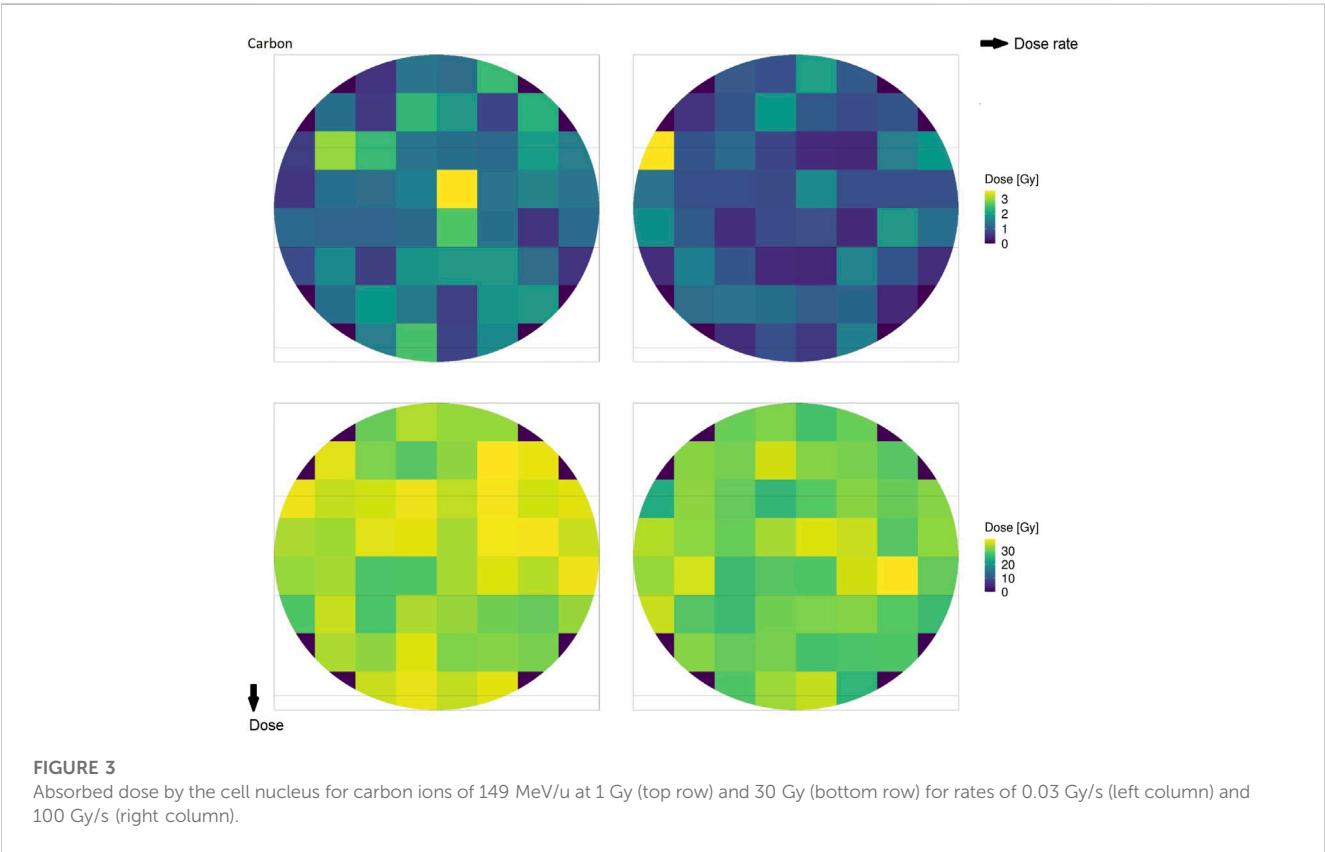 Carbon
Dose rate
Dose [Gy]
3
2
1
0
Dose [Gy]
30
20
10
0
Dose
FIGURE 3
Absorbed dose by the cell nucleus for carbon ions of 149 MeV/u at 1 Gy (top row) and 30 Gy (bottom row) for rates of 0.03 Gy/s (left column) and
100 Gy/s (right column).